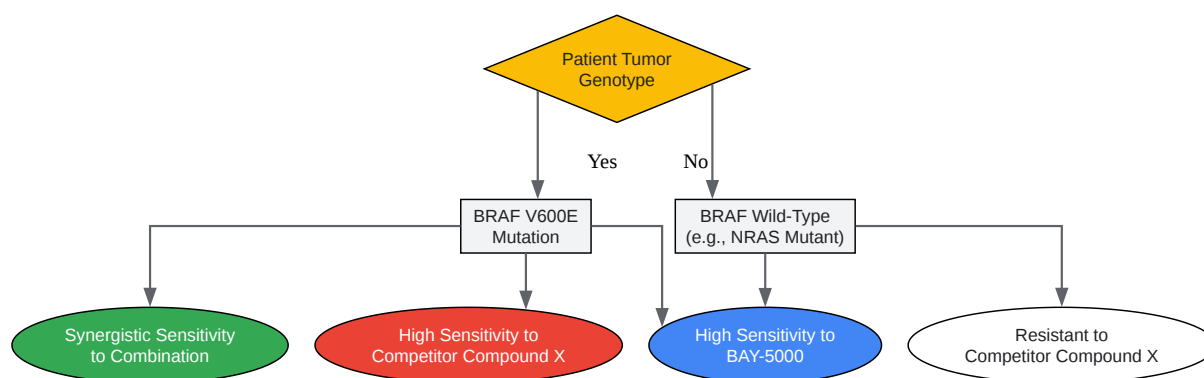 Patient Tumor
Genotype
Yes
No
BRAF V600E
Mutation
BRAF Wild-Type
(e.g., NRAS Mutant)
Synergistic Sensitivity
to Combination
High Sensitivity to
Competitor Compound X
High Sensitivity to
BAY-5000
Resistant to
Competitor Compound X